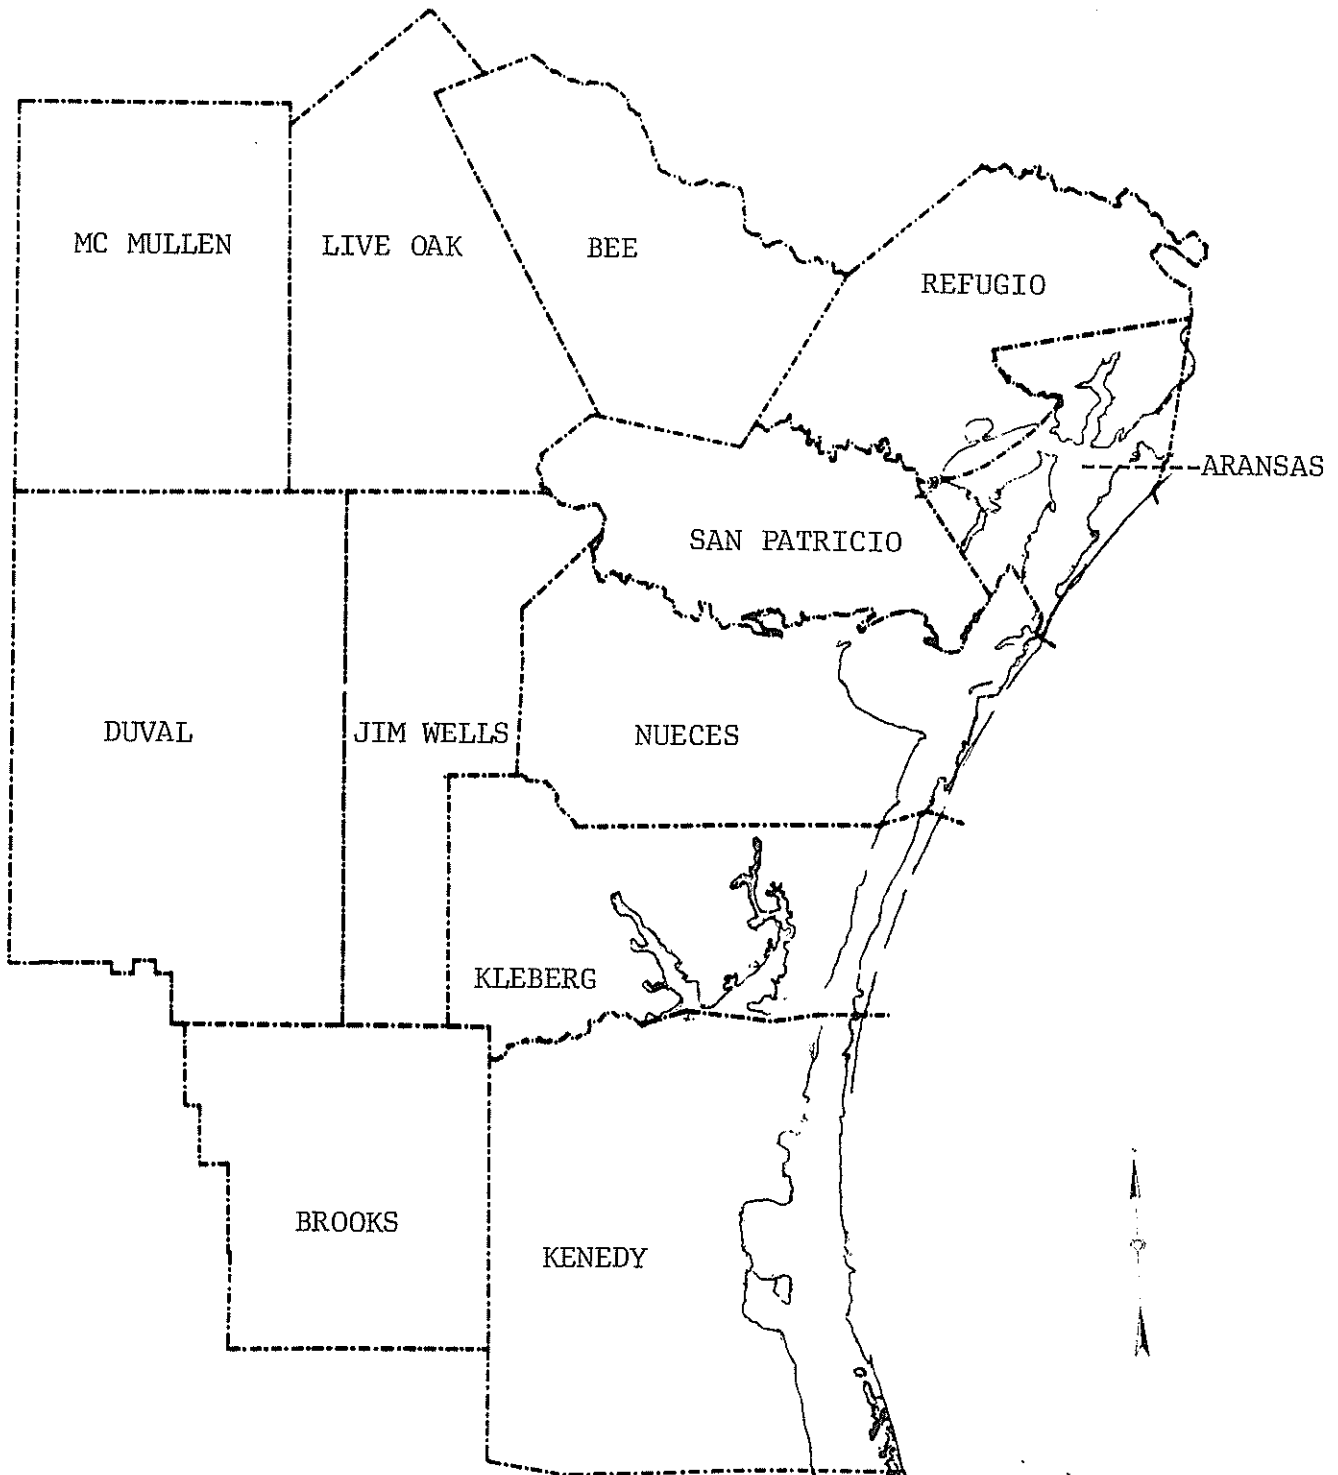 MC MULLEN
LIVE OAK
BEE
REFUGIO
ARANSAS
SAN PATRICIO
DUVAL
JIM WELLS
NUECES
KLEBERG
BROOKS
KENEDY